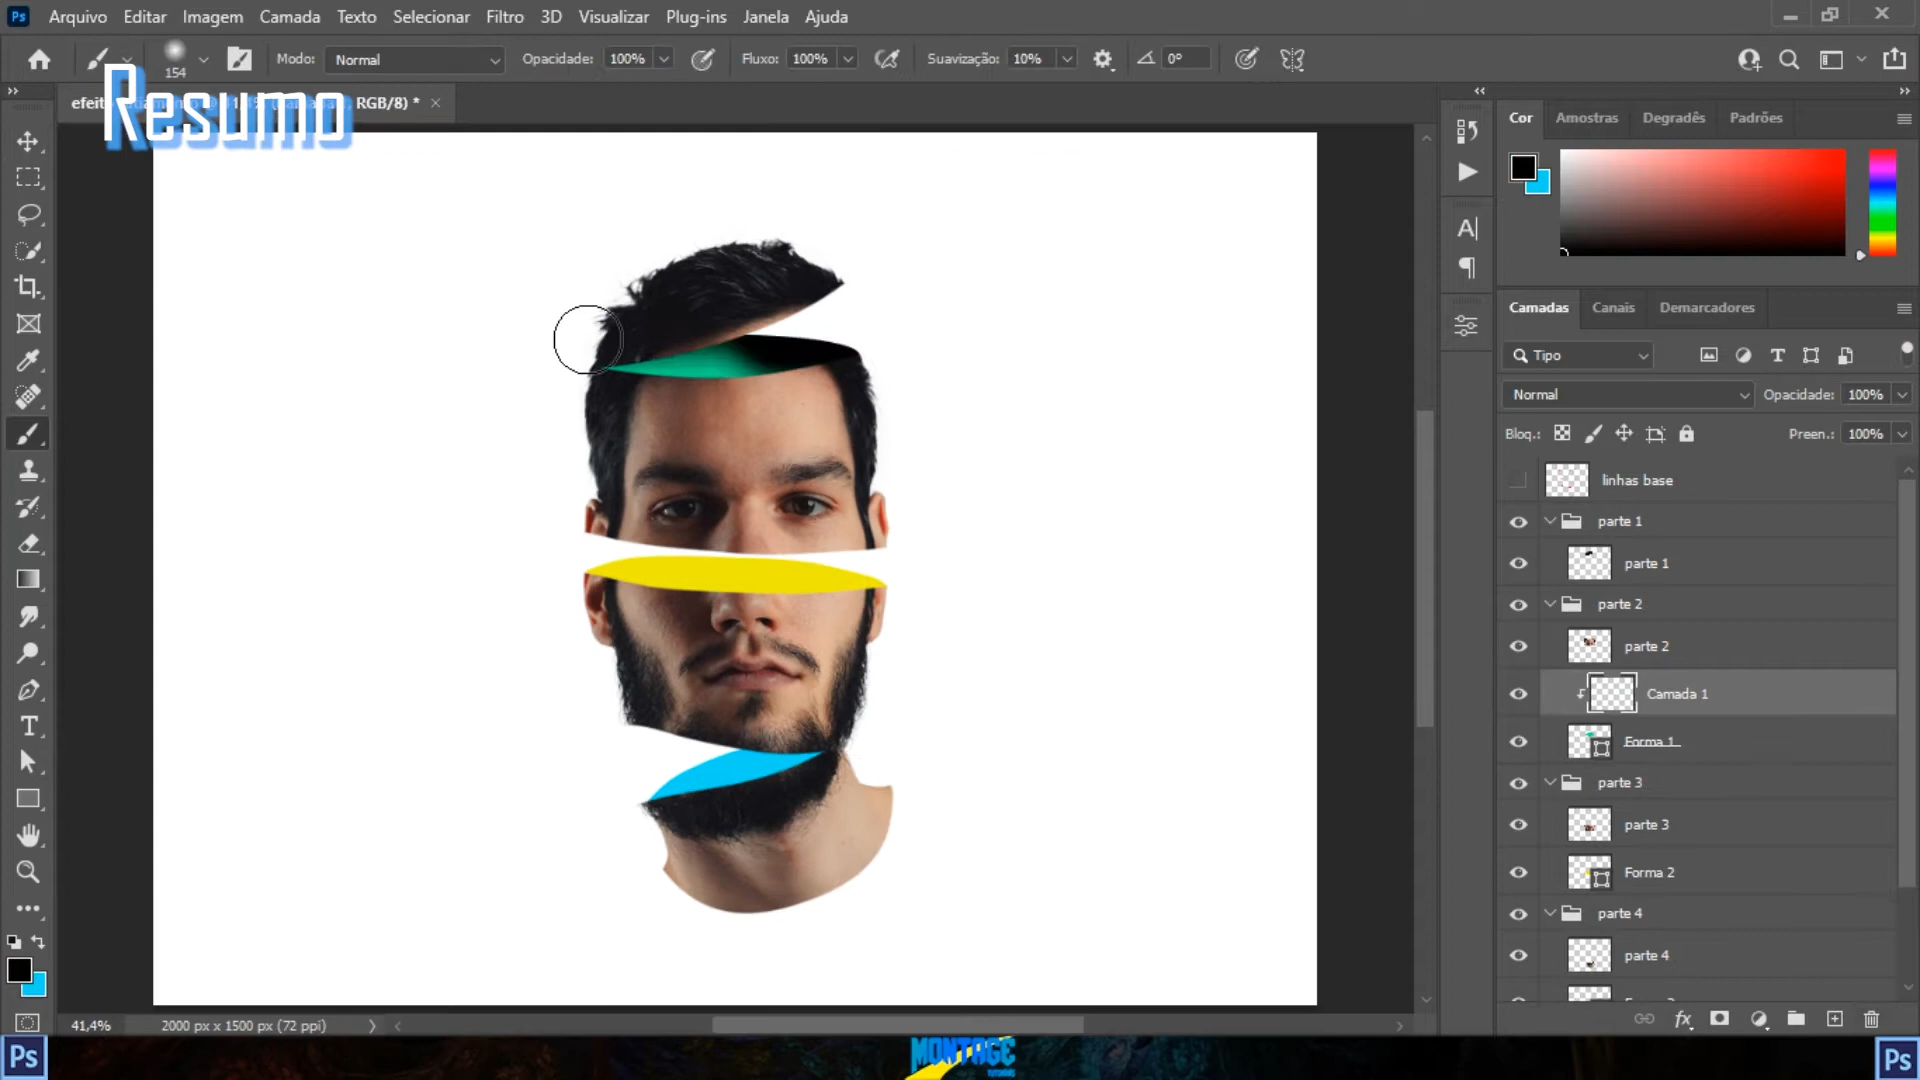 Ps Arquivo Editar Imagem Camada Texto Selecionar Filtro 3D Visualizar Plug-ins Janela Ajuda
154 Modo: Normal Opacidade: 100% Fluxo: 100% Suavização: 10% 0°
RGB/8) * ×
Resumo
Cor Amostras Degradês Padrões
Camadas Canais Demarcadores
Tipo
Normal Opacidade: 100%
Bloq.: Preen.: 100%
linhas base
parte 1
parte 1
parte 2
parte 2
Camada 1
Forma 1
parte 3
parte 3
Forma 2
parte 4
parte 4
41,4% 2000 px x 1500 px (72 ppi)
Ps MONTAGE Ps